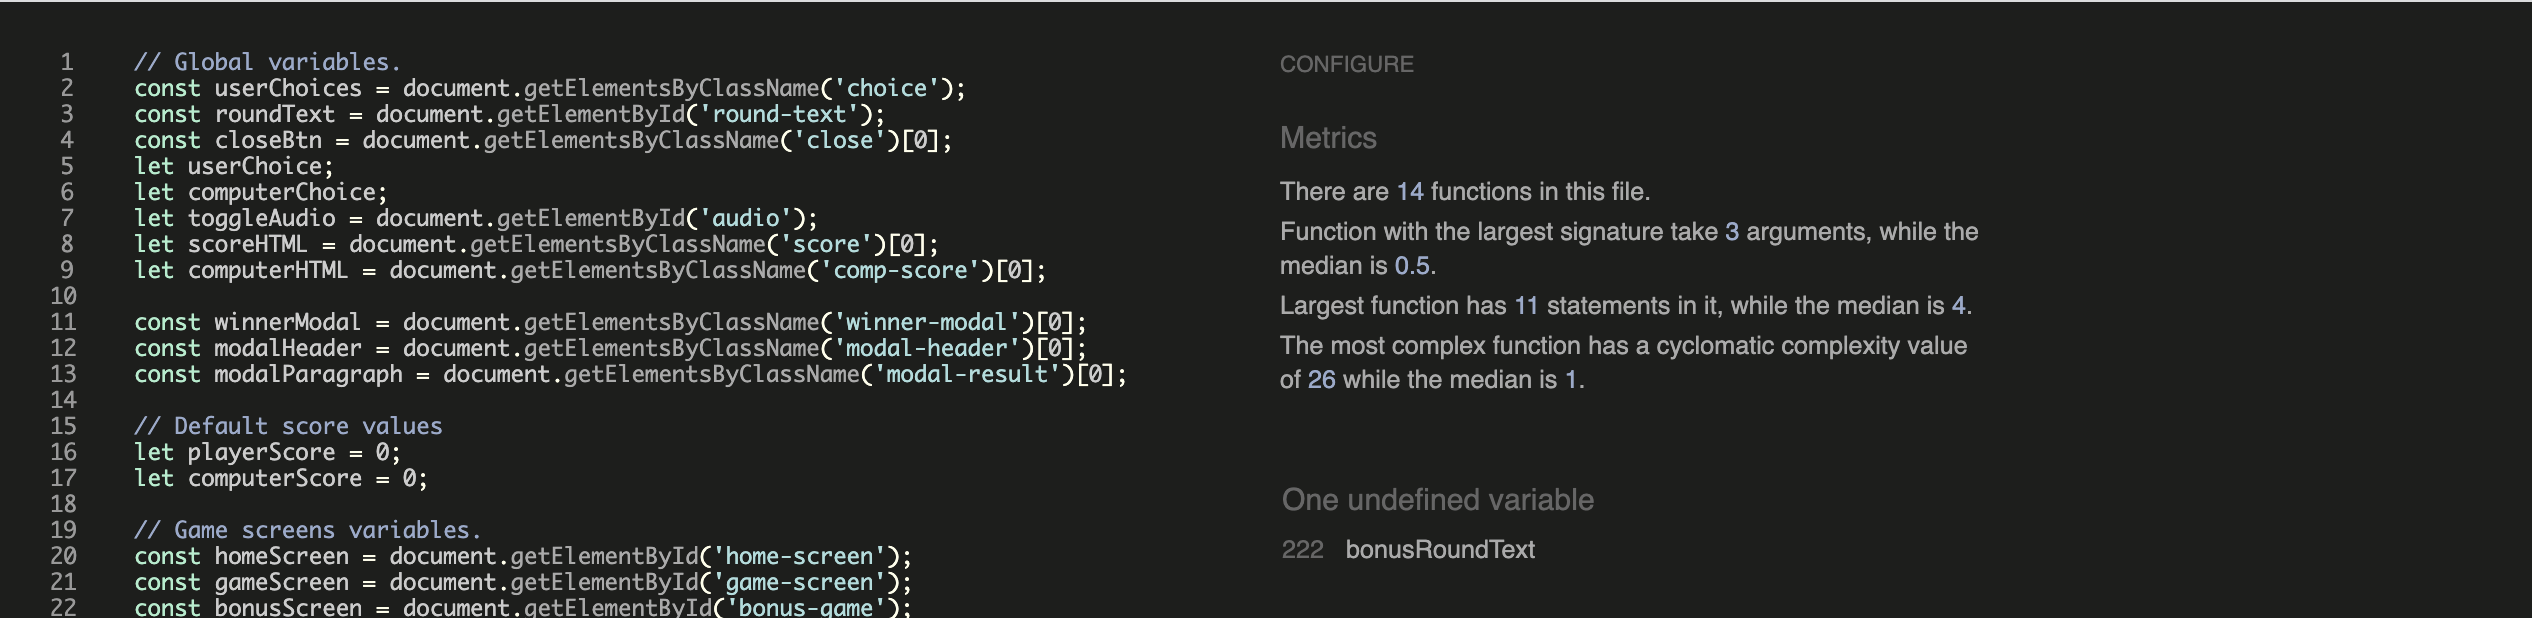 1 // Global variables.
2 const userChoices = document.getElementsByClassName('choice');
3 const roundText = document.getElementById('round-text');
4 const closeBtn = document.getElementsByClassName('close')[0];
5 let userChoice;
6 let computerChoice;
7 let toggleAudio = document.getElementById('audio');
8 let scoreHTML = document.getElementsByClassName('score')[0];
9 let computerHTML = document.getElementsByClassName('comp-score')[0];
10
11 const winnerModal = document.getElementsByClassName('winner-modal')[0];
12 const modalHeader = document.getElementsByClassName('modal-header')[0];
13 const modalParagraph = document.getElementsByClassName('modal-result')[0];
14
15 // Default score values
16 let playerScore = 0;
17 let computerScore = 0;
18
19 // Game screens variables.
20 const homeScreen = document.getElementById('home-screen');
21 const gameScreen = document.getElementById('game-screen');
22 const bonusScreen = document.getElementById('bonus-game');
CONFIGURE
Metrics
There are 14 functions in this file.
Function with the largest signature take 3 arguments, while the
median is 0.5.
Largest function has 11 statements in it, while the median is 4.
The most complex function has a cyclomatic complexity value
of 26 while the median is 1.
One undefined variable
222 bonusRoundText